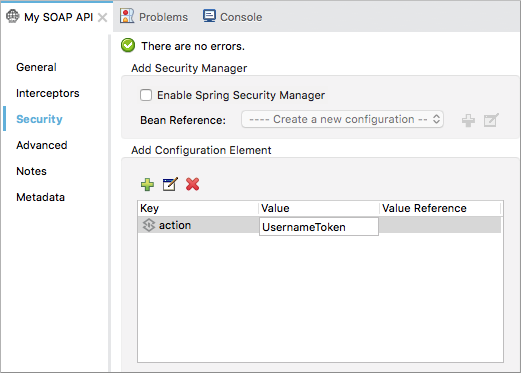 My SOAP API Problems Console
There are no errors.
General
Interceptors
Security
Advanced
Notes
Metadata
Add Security Manager
Enable Spring Security Manager
Bean Reference: ---- Create a new configuration --
Add Configuration Element
Key Value Value Reference
action UsernameToken